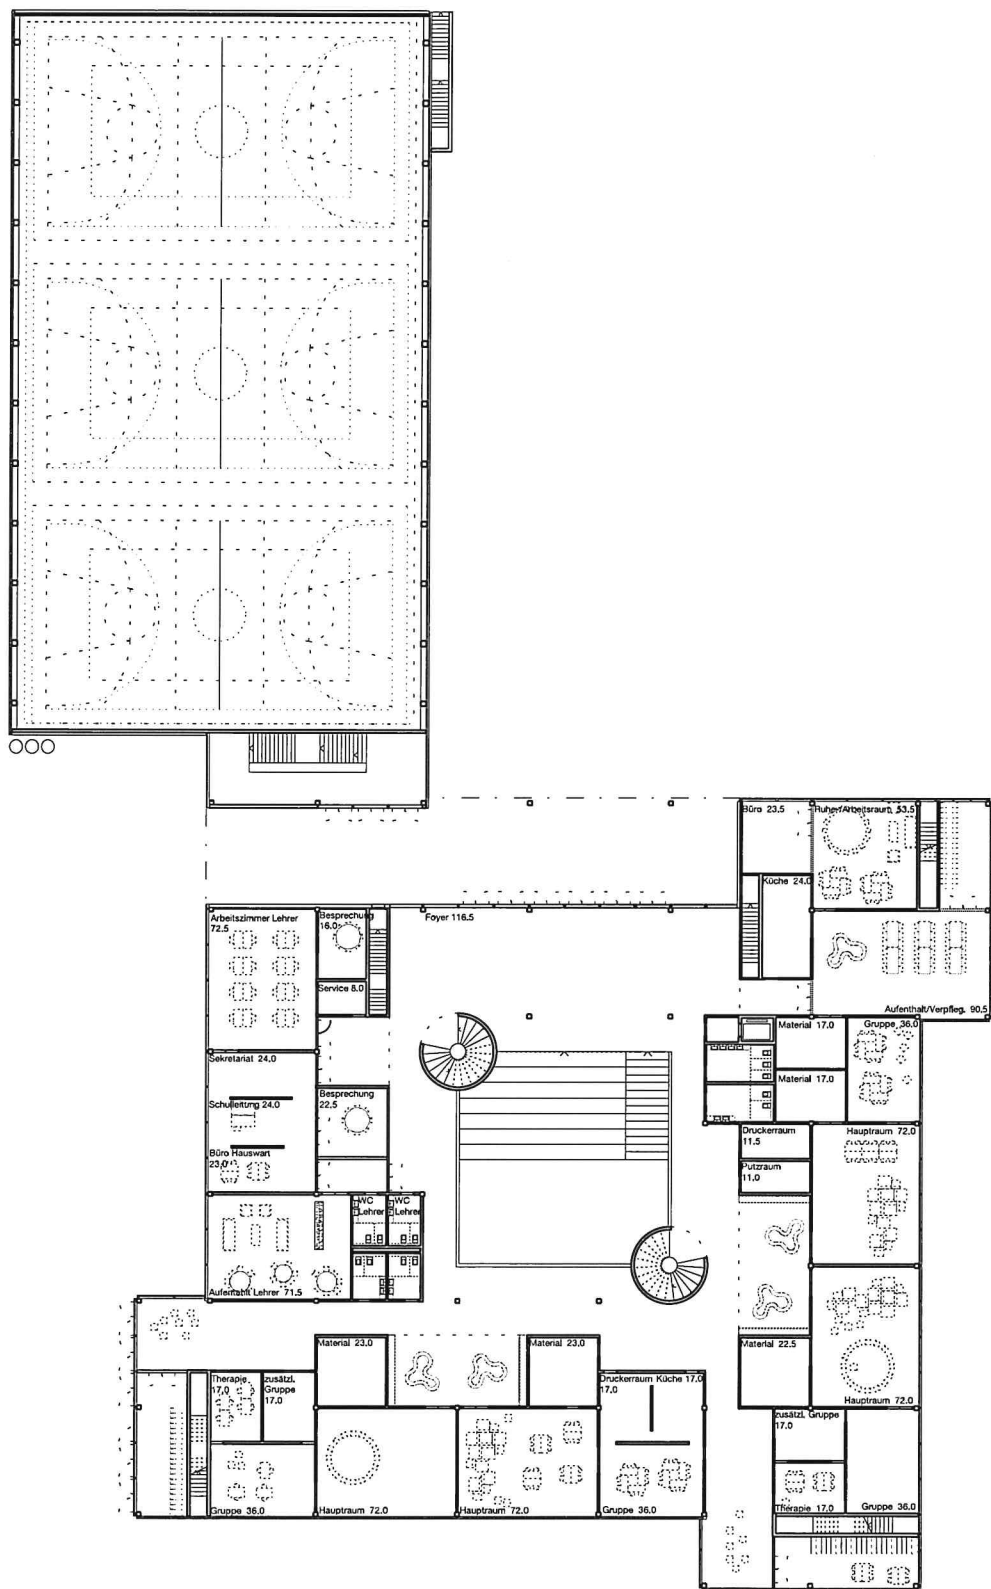 Büro 23.5
Ruhe-/Arbeitsraum 53.5
Küche 24.0
Arbeitszimmer Lehrer
72.5
Besprechung
16.0
Foyer 116.5
Service 8.0
Aufenthalt/Verpfleg. 90.5
Material 17.0
Gruppe 36.0
Material 17.0
Sekretariat 24.0
Schulleitung 24.0
Büro Hauswart
23.0
Besprechung
22.5
Druckerraum
11.5
Hauptraum 72.0
Putzraum
11.0
WC
Lehrer
WC
Lehrer
Aufenthalt Lehrer 71.5
Material 23.0
Material 23.0
Material 22.5
Therapie
17.0
zusätzl.
Gruppe
17.0
Druckerraum
17.0
Küche 17.0
Hauptraum 72.0
zusätzl. Gruppe
17.0
Gruppe 36.0
Hauptraum 72.0
Hauptraum 72.0
Gruppe 36.0
Therapie 17.0
Gruppe 36.0